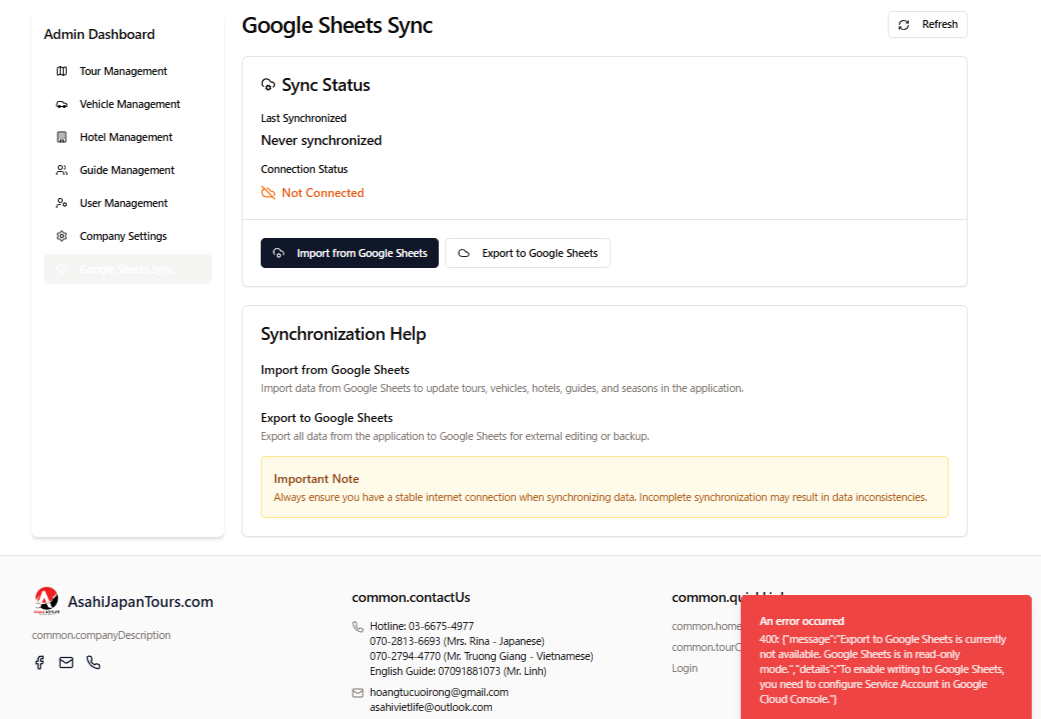 Admin Dashboard
Tour Management
Vehicle Management
Hotel Management
Guide Management
User Management
Company Settings
Google Sheets Sync
Google Sheets Sync
Refresh
Sync Status
Last Synchronized
Never synchronized
Connection Status
Not Connected
Import from Google Sheets
Export to Google Sheets
Synchronization Help
Import from Google Sheets
Import data from Google Sheets to update tours, vehicles, hotels, guides, and seasons in the application.
Export to Google Sheets
Export all data from the application to Google Sheets for external editing or backup.
Important Note
Always ensure you have a stable internet connection when synchronizing data. Incomplete synchronization may result in data inconsistencies.
AsahiJapanTours.com
common.companyDescription
common.contactUs
Hotline: 03-6675-4977
070-2813-6693 (Mrs. Rina - Japanese)
070-2794-4770 (Mr. Truong Giang - Vietnamese)
English Guide: 07091881073 (Mr. Linh)
hoangtucuoirong@gmail.com
asahivietlife@outlook.com
common.home
Login
An error occurred
400: {"message":"Export to Google Sheets is currently
not available. Google Sheets is in read-only
mode.","details":"To enable writing to Google Sheets,
you need to configure Service Account in Google
Cloud Console."}